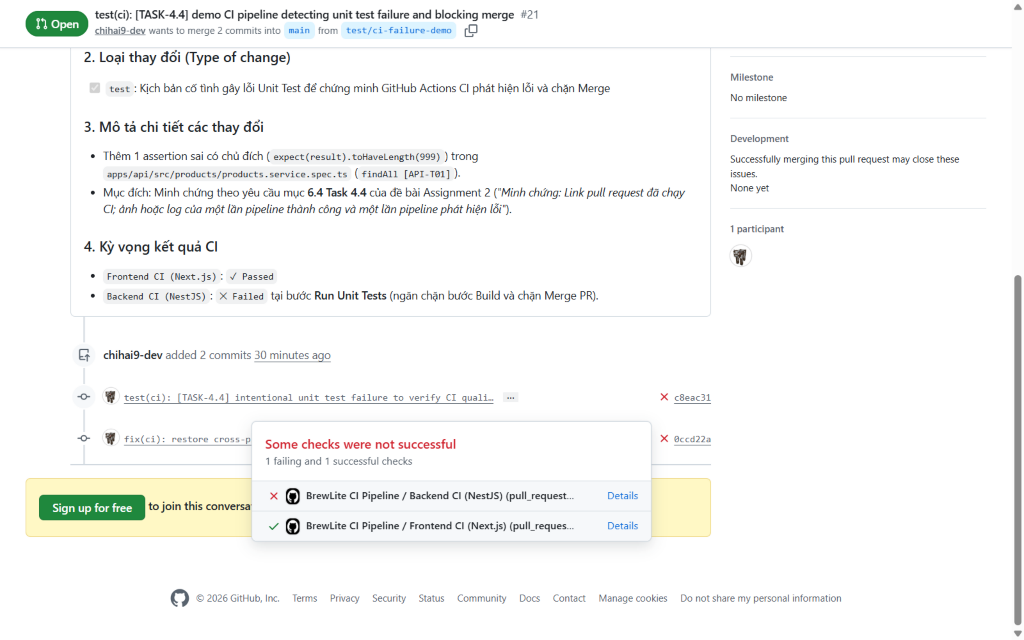 Open
test(ci): [TASK-4.4] demo CI pipeline detecting unit test failure and blocking merge #21
chihai9-dev wants to merge 2 commits into main from test/ci-failure-demo
2. Loại thay đổi (Type of change)
test : Kịch bản cố tình gây lỗi Unit Test để chứng minh GitHub Actions CI phát hiện lỗi và chặn Merge
3. Mô tả chi tiết các thay đổi
• Thêm 1 assertion sai có chủ đích ( expect(result).toHaveLength(999) ) trong
apps/api/src/products/products.service.spec.ts ( findAll [API-T01] ).
• Mục đích: Minh chứng theo yêu cầu mục 6.4 Task 4.4 của đề bài Assignment 2 ("Minh chứng: Link pull request đã chạy
CI; ảnh hoặc log của một lần pipeline thành công và một lần pipeline phát hiện lỗi").
4. Kỳ vọng kết quả CI
• Frontend CI (Next.js) : ✓ Passed
• Backend CI (NestJS) : ✕ Failed tại bước Run Unit Tests (ngăn chặn bước Build và chặn Merge PR).
chihai9-dev added 2 commits 30 minutes ago
test(ci): [TASK-4.4] intentional unit test failure to verify CI quali… … c8eac31
fix(ci): restore cross-p 0ccd22a
Some checks were not successful
1 failing and 1 successful checks
BrewLite CI Pipeline / Backend CI (NestJS) (pull_request... Details
BrewLite CI Pipeline / Frontend CI (Next.js) (pull_reques... Details
Sign up for free to join this conversa
Milestone
No milestone
Development
Successfully merging this pull request may close these
issues.
None yet
1 participant
© 2026 GitHub, Inc. Terms Privacy Security Status Community Docs Contact Manage cookies Do not share my personal information